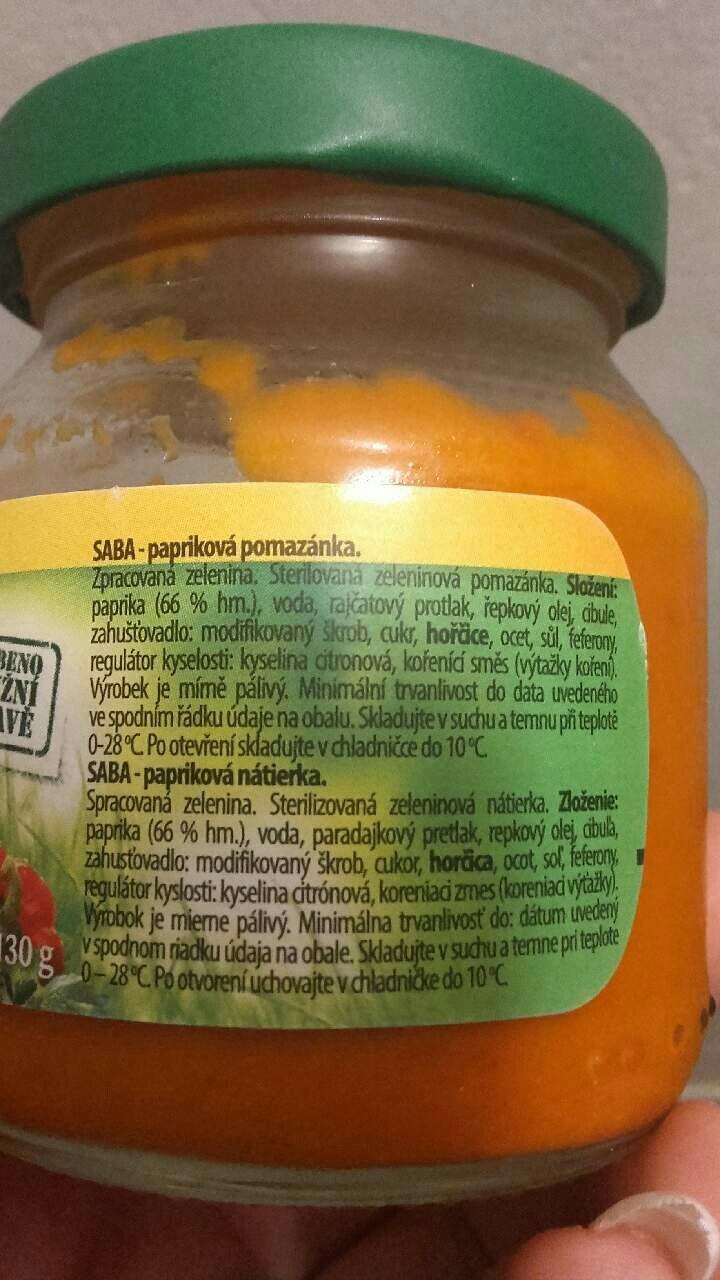 SABA - papriková pomazánka.
Zpracovaná zelenina. Sterilovaná zeleninová pomazánka. Složení:
paprika (66 % hm.), voda, rajčatový protlak, řepkový olej, cibule,
zahušťovadlo: modifikovaný škrob, cukr, hořčice, ocet, sůl, feferony,
regulátor kyselosti: kyselina citronová, kořenící směs (výtažky koření).
Výrobek je mírně pálivý. Minimální trvanlivost do data uvedeného
ve spodním řádku údaje na obalu. Skladujte v suchu a temnu při teplotě
0-28 °C. Po otevření skladujte v chladničce do 10 °C.
SABA - papriková nátierka.
Spracovaná zelenina. Sterilizovaná zeleninová nátierka. Zloženie:
paprika (66 % hm.), voda, paradajkový pretlak, repkový olej, cibuľa,
zahusťovadlo: modifikovaný škrob, cukor, horčica, ocot, soľ, feferony,
regulátor kyslosti: kyselina citrónová, koreniaci zmes (koreniaci výťažky).
Výrobok je mierne pálivý. Minimálna trvanlivosť do: dátum uvedený
v spodnom riadku údaja na obale. Skladujte v suchu a temne pri teplote
0 – 28 °C. Po otvorení uchovajte v chladničke do 10 °C.
BENO
ŽNÍ
AVĚ
130 g